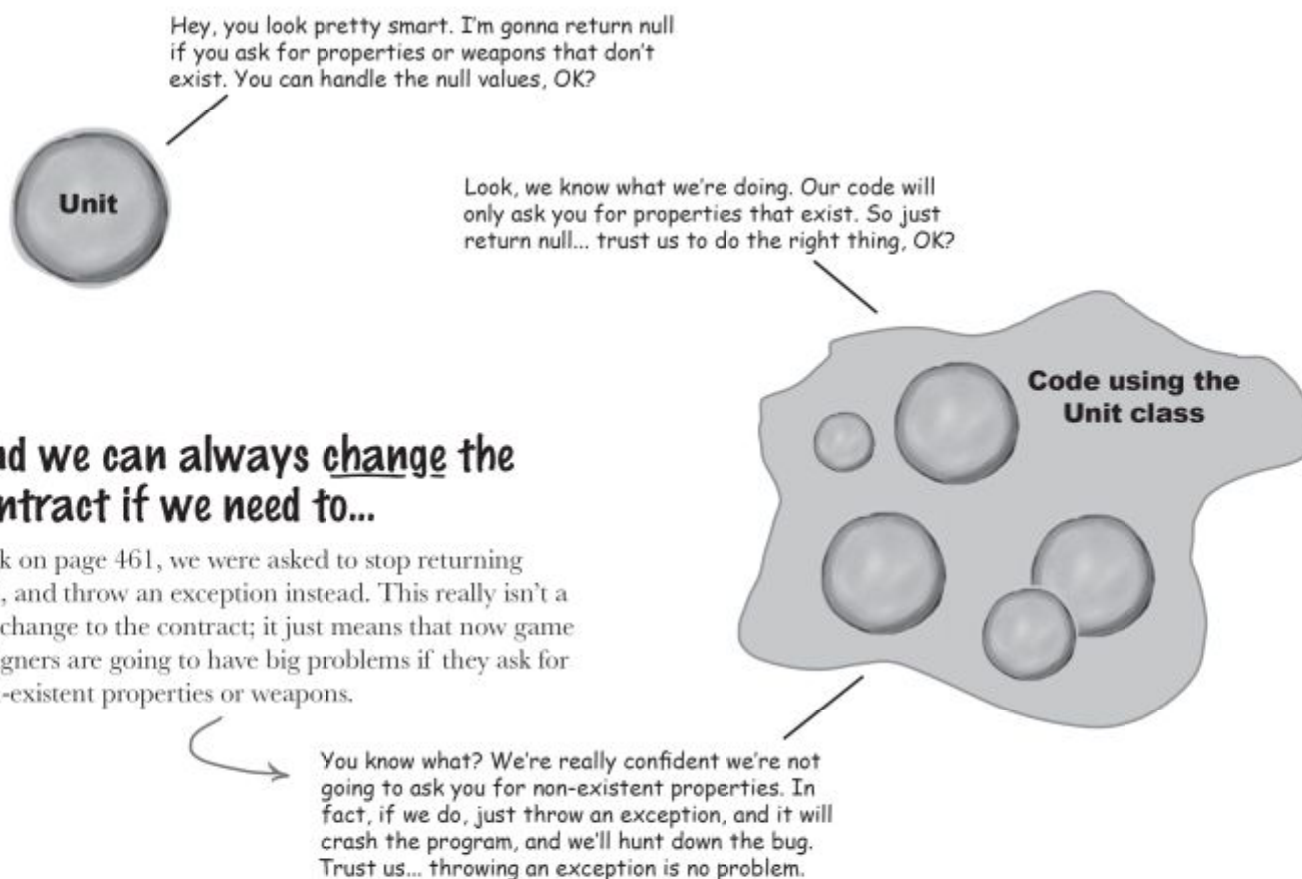 Hey, you look pretty smart. I'm gonna return null
if you ask for properties or weapons that don't
exist. You can handle the null values, OK?
Unit
Look, we know what we're doing. Our code will
only ask you for properties that exist. So just
return null... trust us to do the right thing, OK?
Code using the
Unit class
nd we can always change the
ntract if we need to...
k on page 461, we were asked to stop returning
, and throw an exception instead. This really isn't a
change to the contract; it just means that now game
igners are going to have big problems if they ask for
-existent properties or weapons.
You know what? We're really confident we're not
going to ask you for non-existent properties. In
fact, if we do, just throw an exception, and it will
crash the program, and we'll hunt down the bug.
Trust us... throwing an exception is no problem.